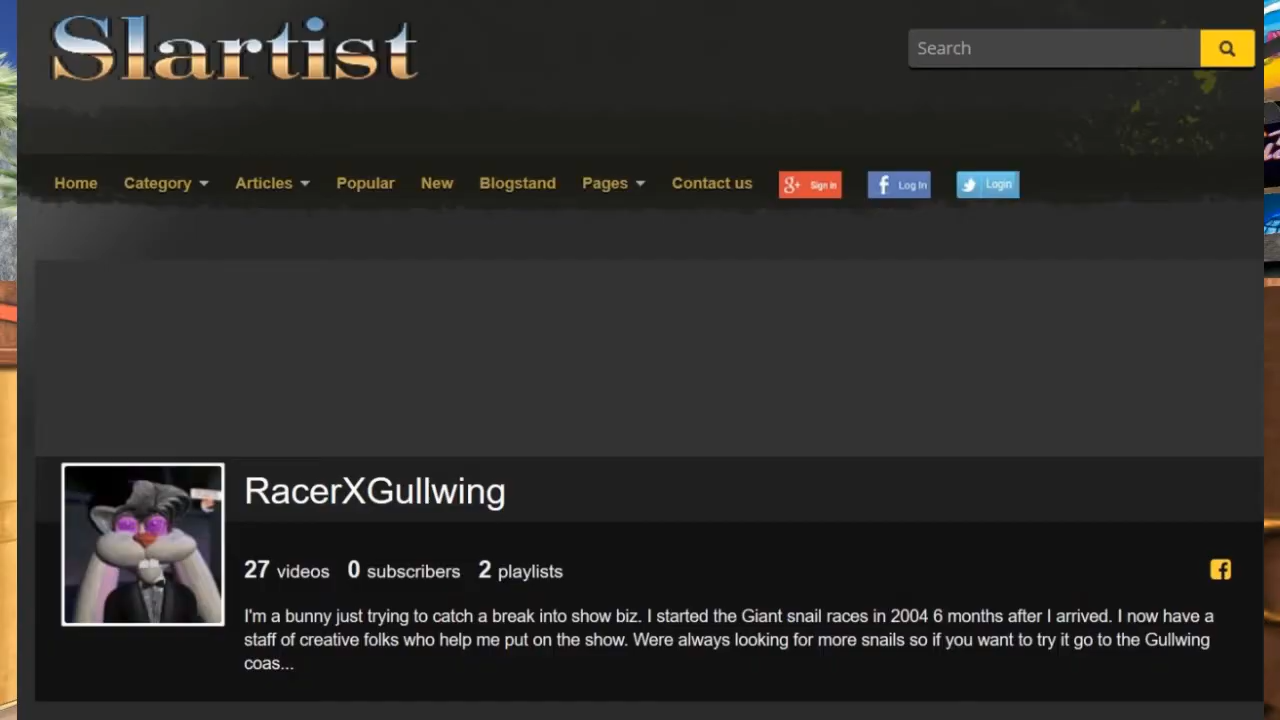 Slartist
Search
Home Category Articles Popular New Blogstand Pages Contact us g+ Sign in f Log In Login
RacerXGullwing
27 videos 0 subscribers 2 playlists
I'm a bunny just trying to catch a break into show biz. I started the Giant snail races in 2004 6 months after I arrived. I now have a
staff of creative folks who help me put on the show. Were always looking for more snails so if you want to try it go to the Gullwing
coas...